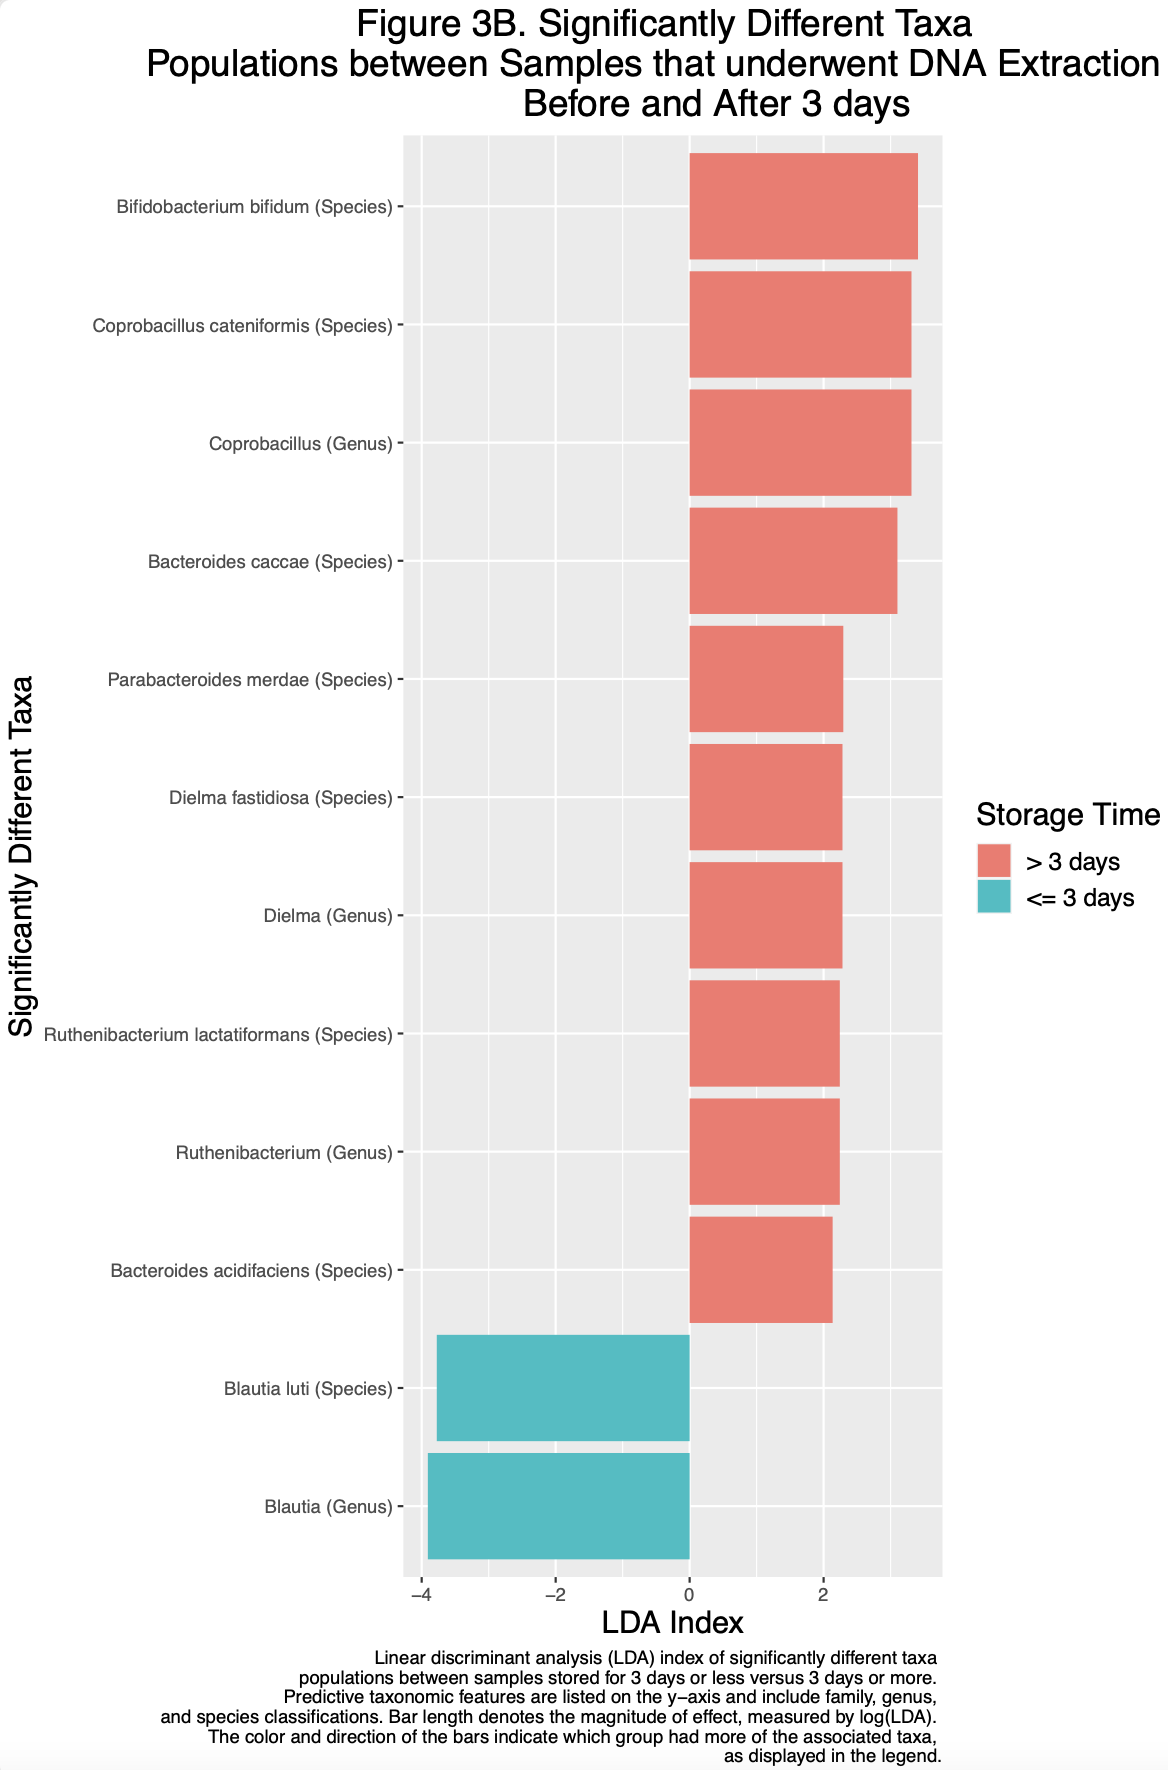 Figure 3B. Significantly Different Taxa
Populations between Samples that underwent DNA Extraction
Before and After 3 days
Significantly Different Taxa
Bifidobacterium bifidum (Species)
Coprobacillus cateniformis (Species)
Coprobacillus (Genus)
Bacteroides caccae (Species)
Parabacteroides merdae (Species)
Dielma fastidiosa (Species)
Dielma (Genus)
Ruthenibacterium lactatiformans (Species)
Ruthenibacterium (Genus)
Bacteroides acidifaciens (Species)
Blautia luti (Species)
Blautia (Genus)
−4 −2 0 2
LDA Index
Storage Time
> 3 days
<= 3 days
Linear discriminant analysis (LDA) index of significantly different taxa
populations between samples stored for 3 days or less versus 3 days or more.
Predictive taxonomic features are listed on the y−axis and include family, genus,
and species classifications. Bar length denotes the magnitude of effect, measured by log(LDA).
The color and direction of the bars indicate which group had more of the associated taxa,
as displayed in the legend.